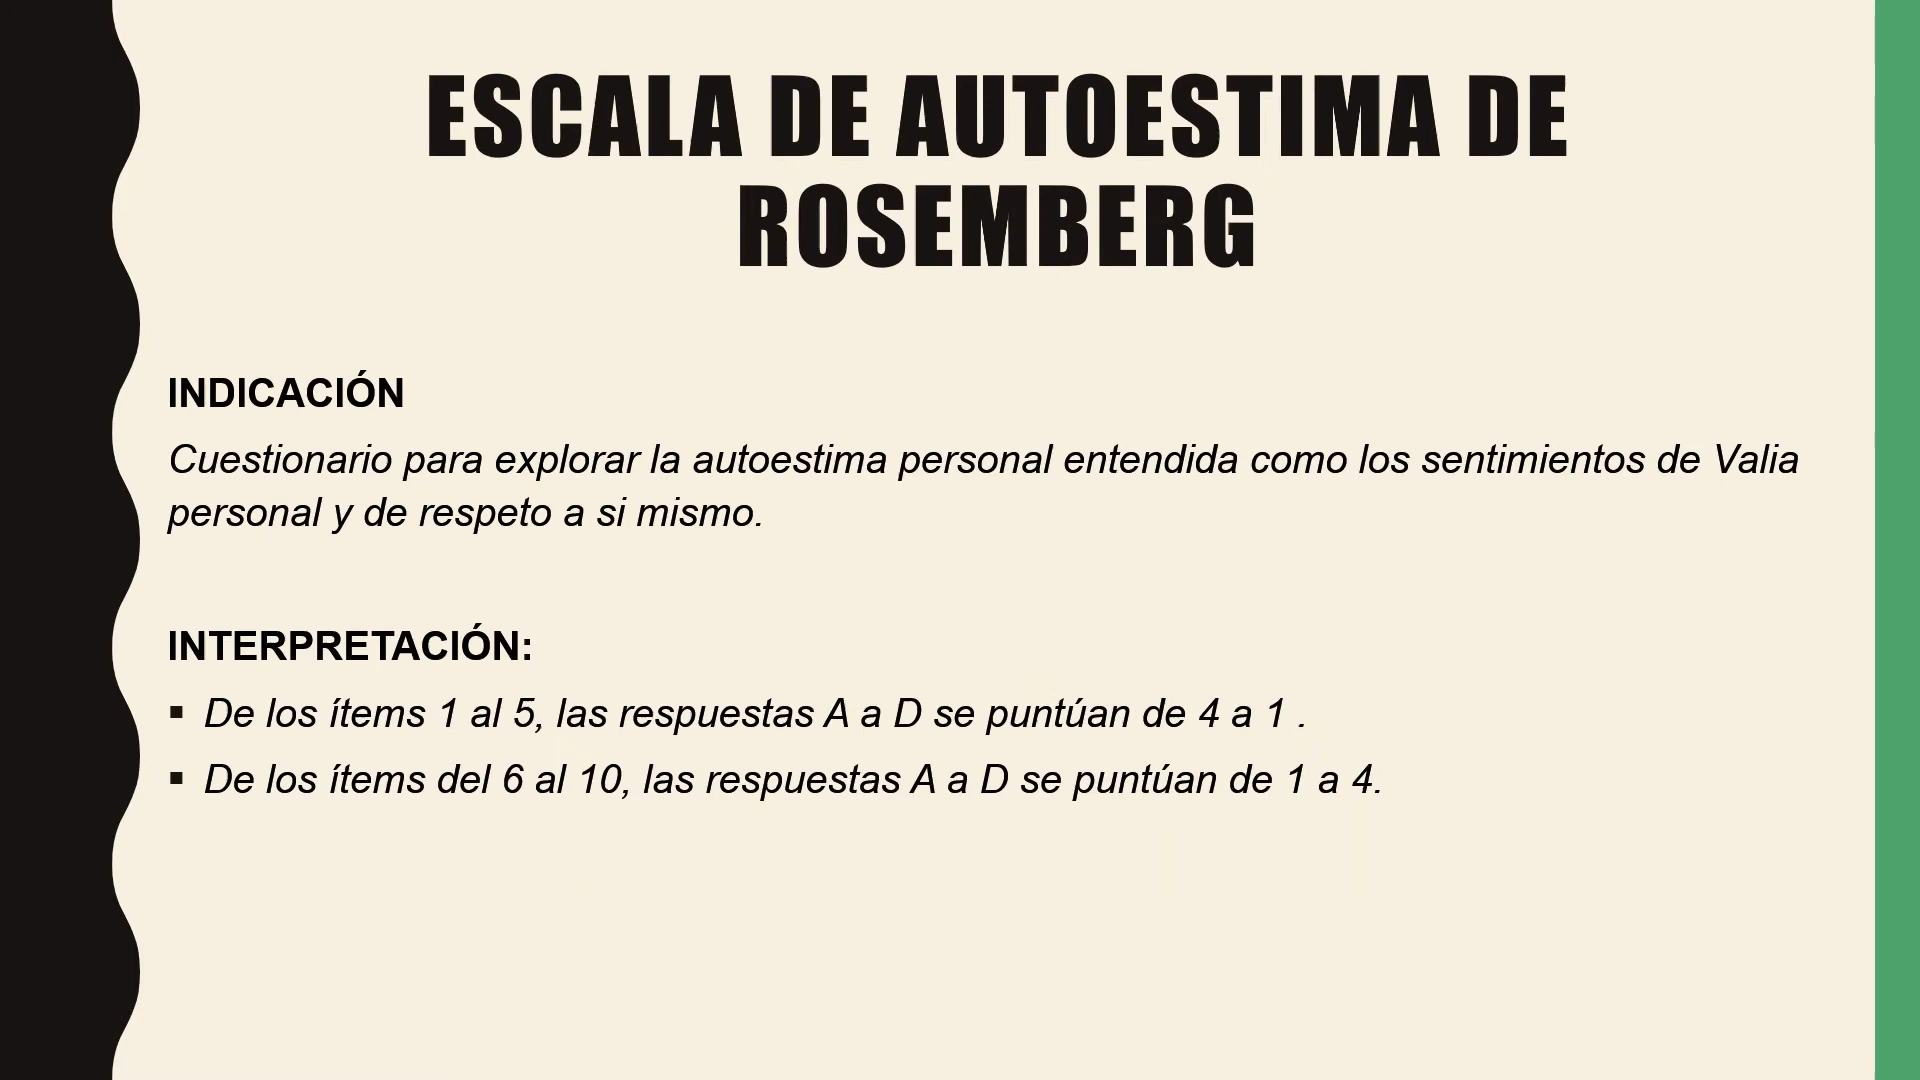 ESCALA DE AUTOESTIMA DE
ROSEMBERG
INDICACIÓN
Cuestionario para explorar la autoestima personal entendida como los sentimientos de Valia
personal y de respeto a si mismo.
INTERPRETACIÓN:
▪ De los ítems 1 al 5, las respuestas A a D se puntúan de 4 a 1 .
▪ De los ítems del 6 al 10, las respuestas A a D se puntúan de 1 a 4.